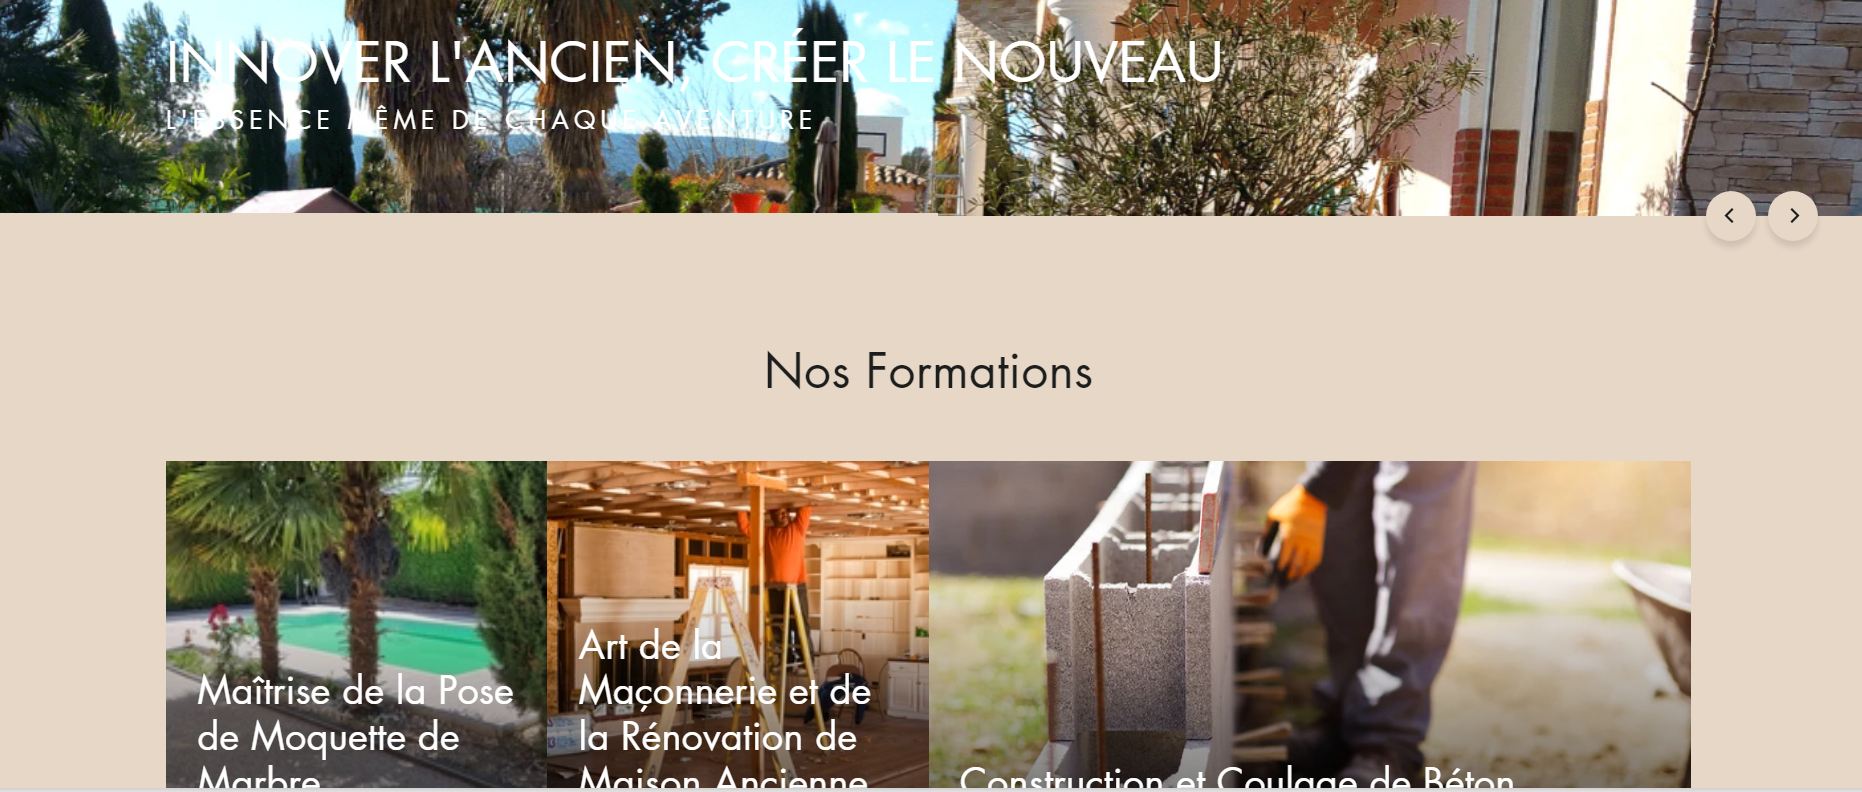 INNOVER L'ANCIEN, CRÉER LE NOUVEAU
L'ESSENCE MÊME DE CHAQUE AVENTURE
Nos Formations
Maîtrise de la Pose
de Moquette de
Marbre
Art de la
Maçonnerie et de
la Rénovation de
Maison Ancienne
Construction et Coulage de Béton